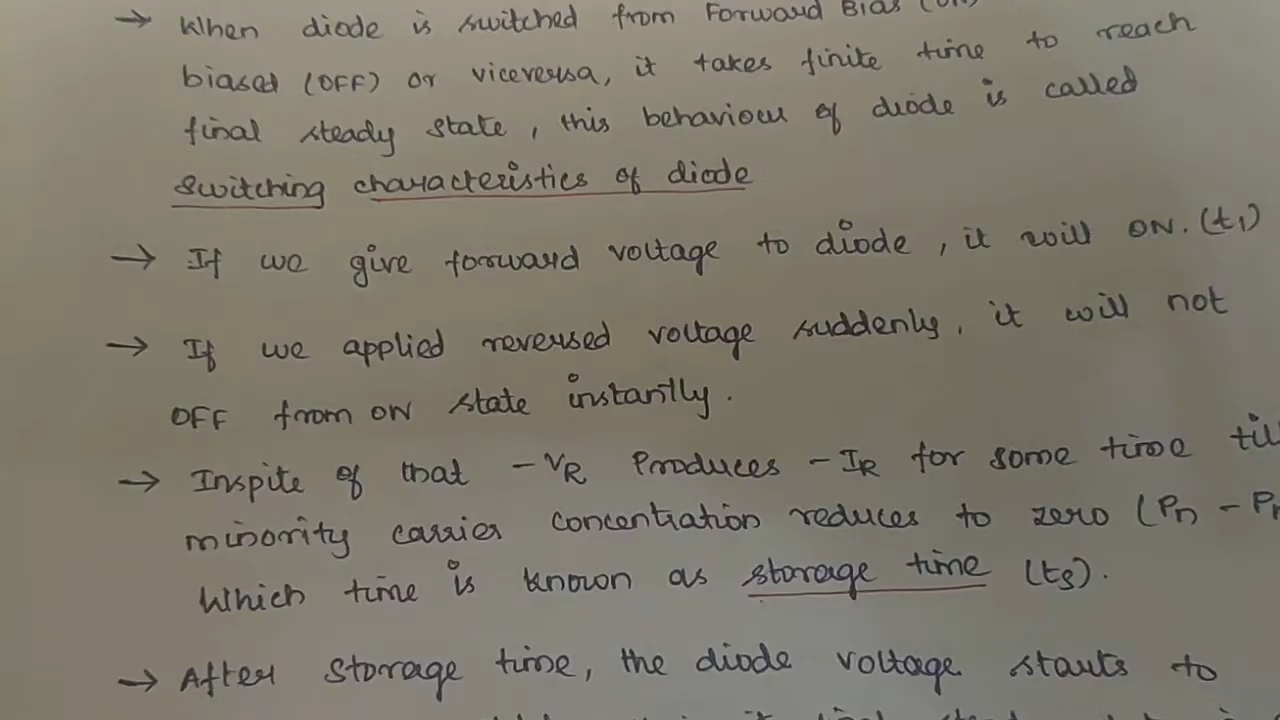 → When diode is switched from Forward Bias (ON)
biased (OFF) or viceversa, it takes finite time to reach
final steady state, this behaviour of diode is called
switching characteristics of diode
→ If we give forward voltage to diode, it will ON. (t1)
→ If we applied reversed voltage suddenly, it will not
OFF from ON state instantly.
→ Inspite of that -VR Produces -IR for some time till
minority carrier concentration reduces to zero (Pn - Pn
Which time is known as storage time (ts).
→ After storage time, the diode voltage starts to